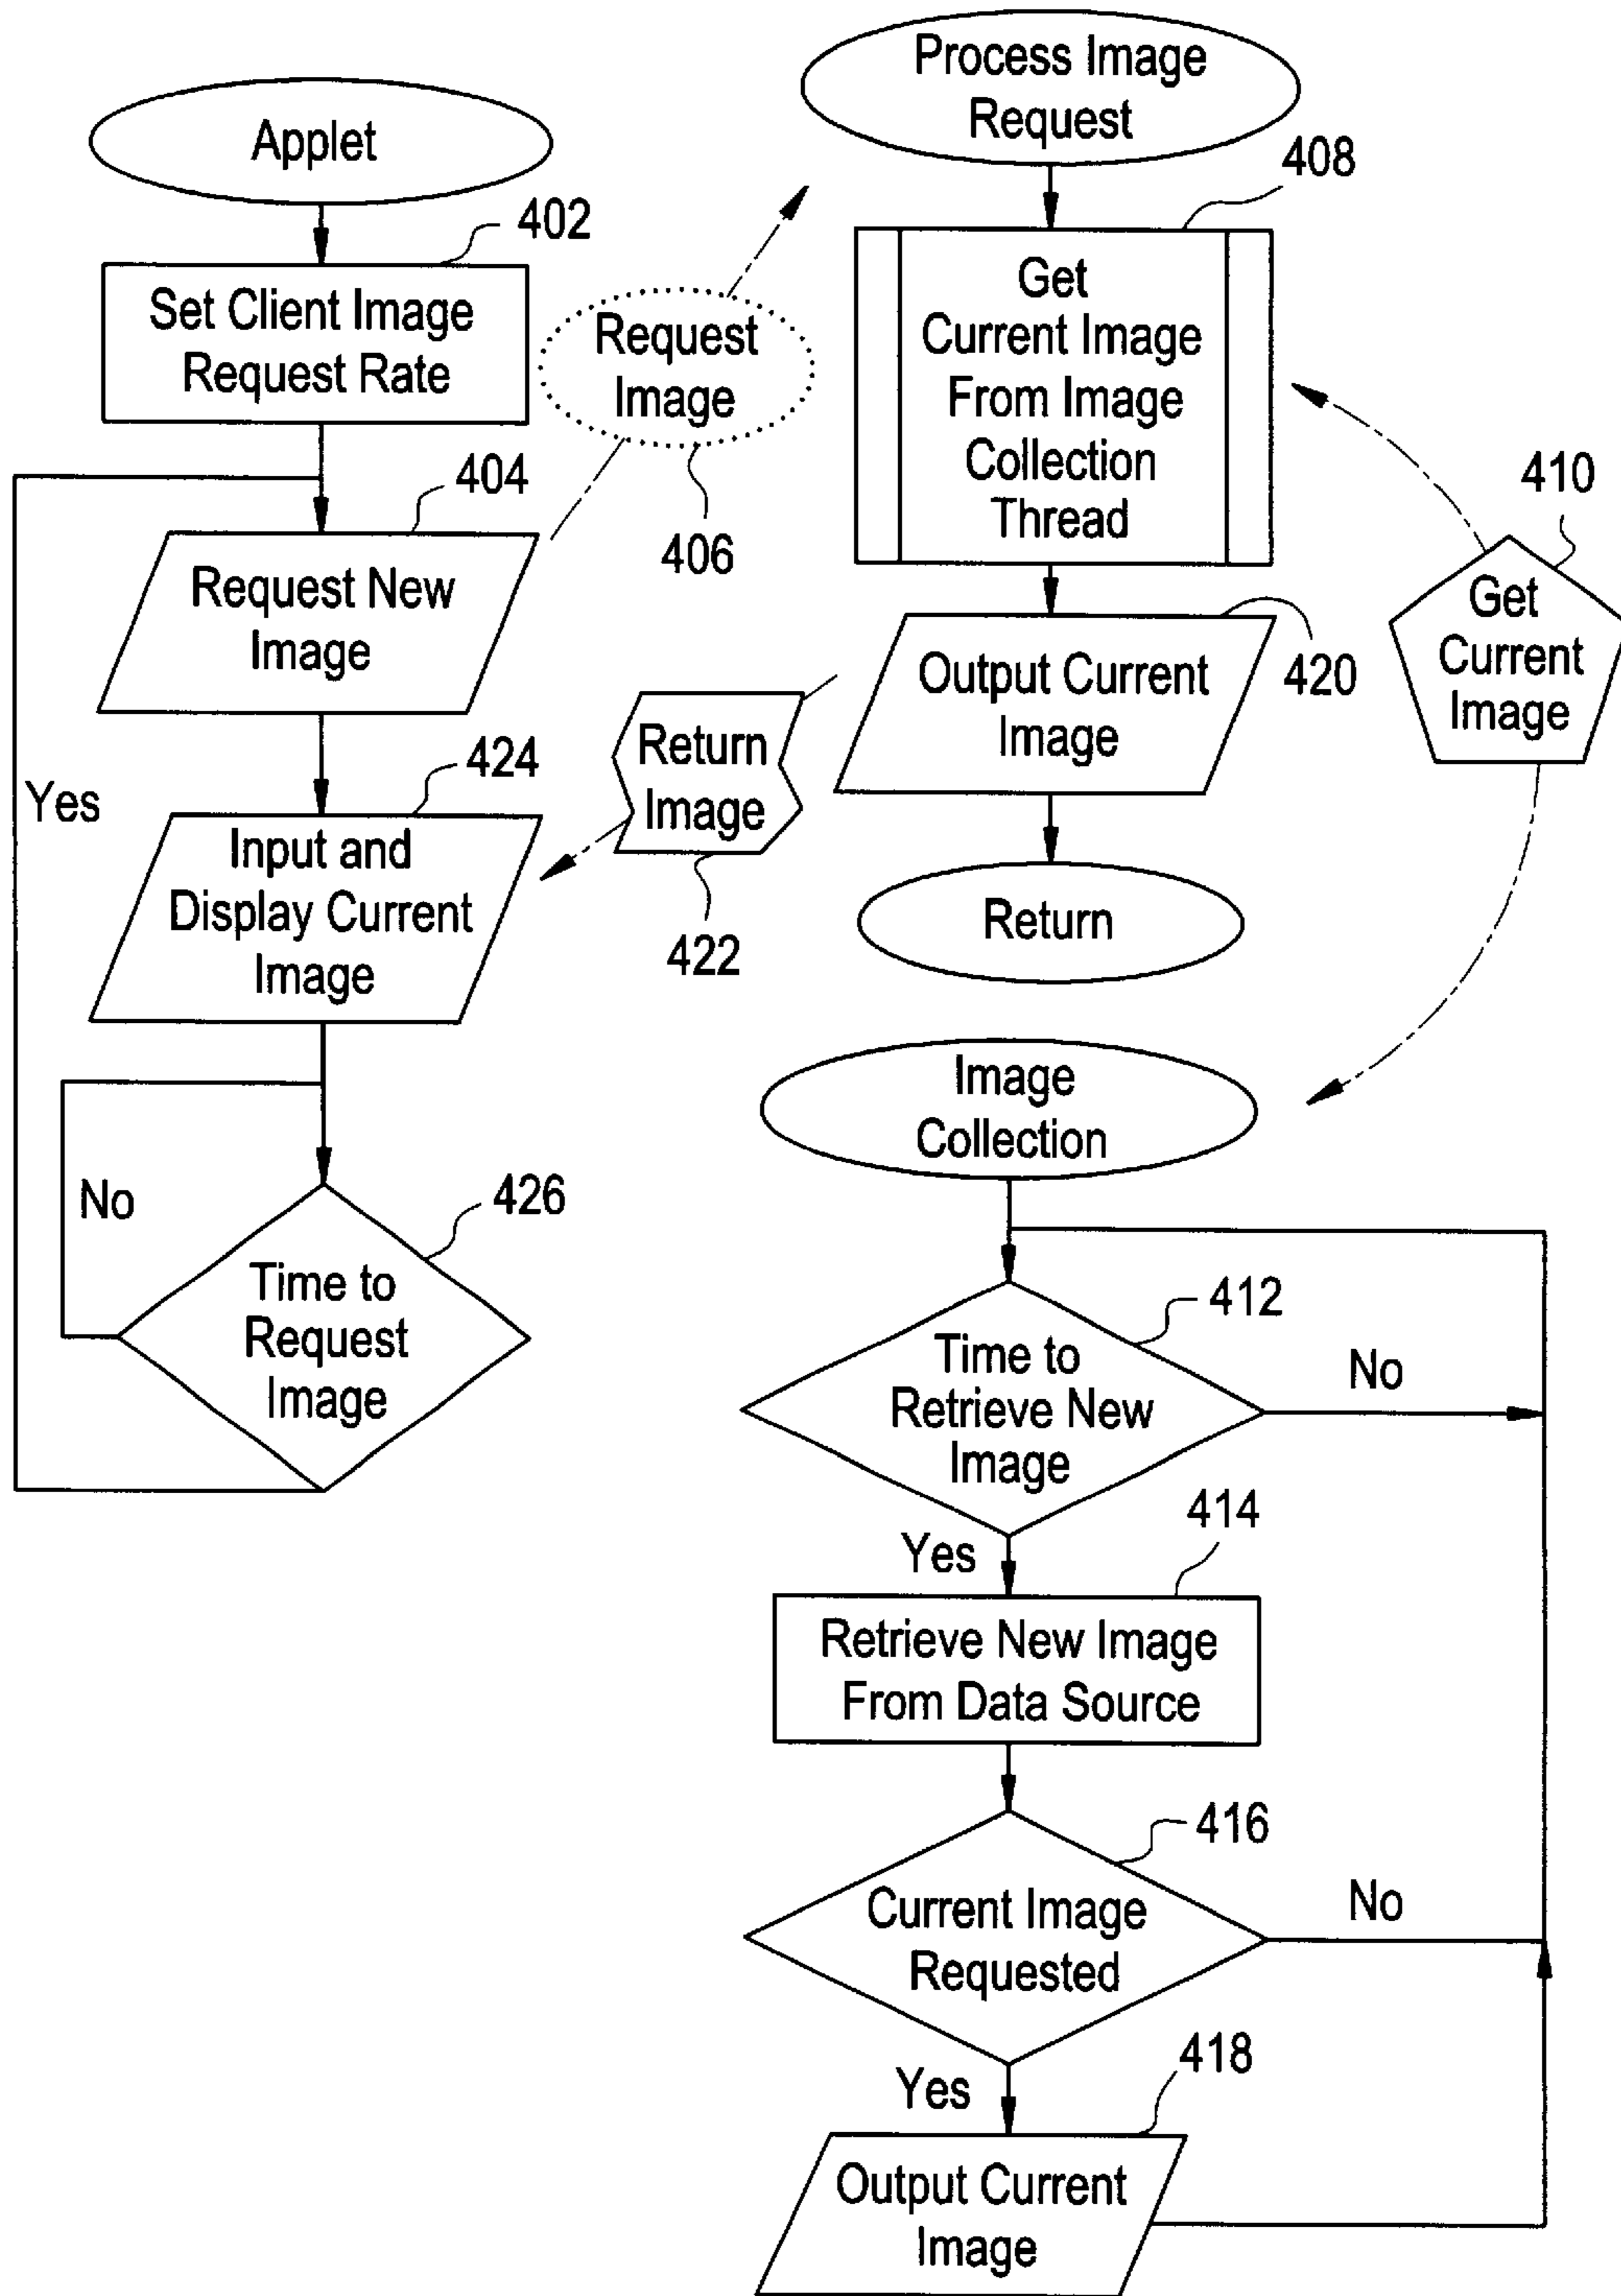 Applet
402
Set Client Image
Request Rate
404
Request New
Image
424
Input and
Display Current
Image
Yes
No
426
Time to
Request
Image
Request
Image
406
Return
Image
422
Process Image
Request
408
Get
Current Image
From Image
Collection
Thread
420
Output Current
Image
Return
410
Get
Current
Image
Image
Collection
412
Time to
Retrieve New
Image
No
Yes
414
Retrieve New Image
From Data Source
416
Current Image
Requested
No
Yes
418
Output Current
Image